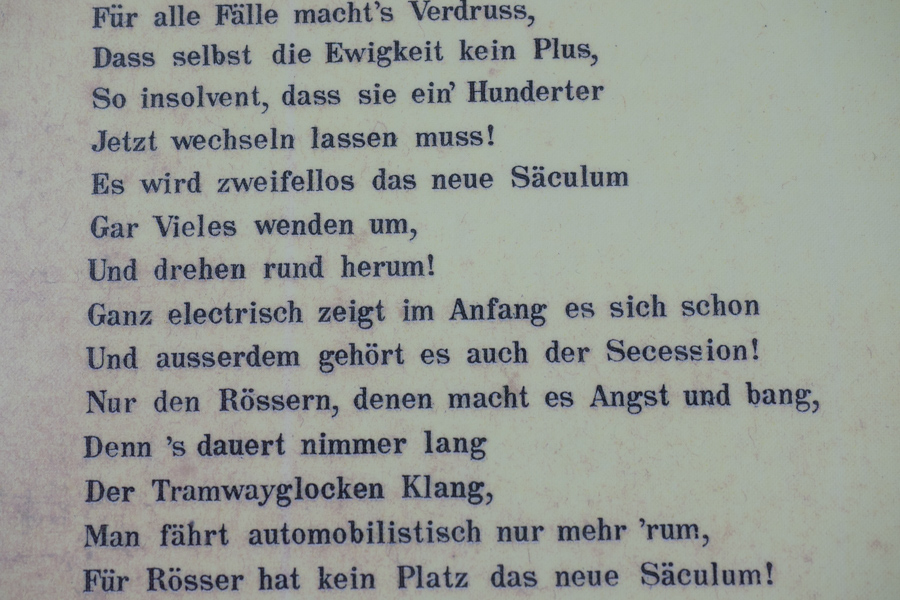 Für alle Fälle macht's Verdruss,
Dass selbst die Ewigkeit kein Plus,
So insolvent, dass sie ein' Hunderter
Jetzt wechseln lassen muss!
Es wird zweifellos das neue Säculum
Gar Vieles wenden um,
Und drehen rund herum!
Ganz electrisch zeigt im Anfang es sich schon
Und ausserdem gehört es auch der Secession!
Nur den Rössern, denen macht es Angst und bang,
Denn 's dauert nimmer lang
Der Tramwayglocken Klang,
Man fährt automobilistisch nur mehr 'rum,
Für Rösser hat kein Platz das neue Säculum!